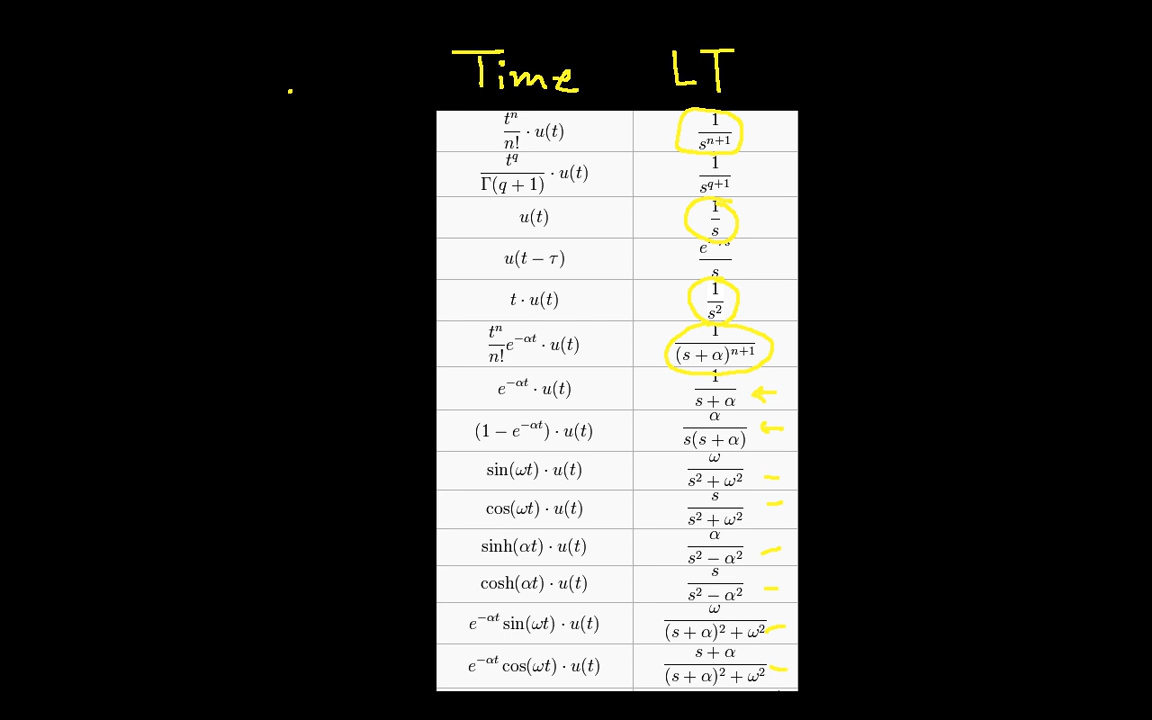 Time LT
t^n/n! · u(t) 1/s^{n+1}
t^q/Γ(q + 1) · u(t) 1/s^{q+1}
u(t) 1/s
u(t − τ) e^{−τs}/s
t · u(t) 1/s^2
t^n/n! e^{−αt} · u(t) 1/(s + α)^{n+1}
e^{−αt} · u(t) 1/s + α
(1 − e^{−αt}) · u(t) α/s(s + α)
sin(ωt) · u(t) ω/s^2 + ω^2
cos(ωt) · u(t) s/s^2 + ω^2
sinh(αt) · u(t) α/s^2 − α^2
cosh(αt) · u(t) s/s^2 − α^2
e^{−αt} sin(ωt) · u(t) ω/(s + α)^2 + ω^2
e^{−αt} cos(ωt) · u(t) s + α/(s + α)^2 + ω^2